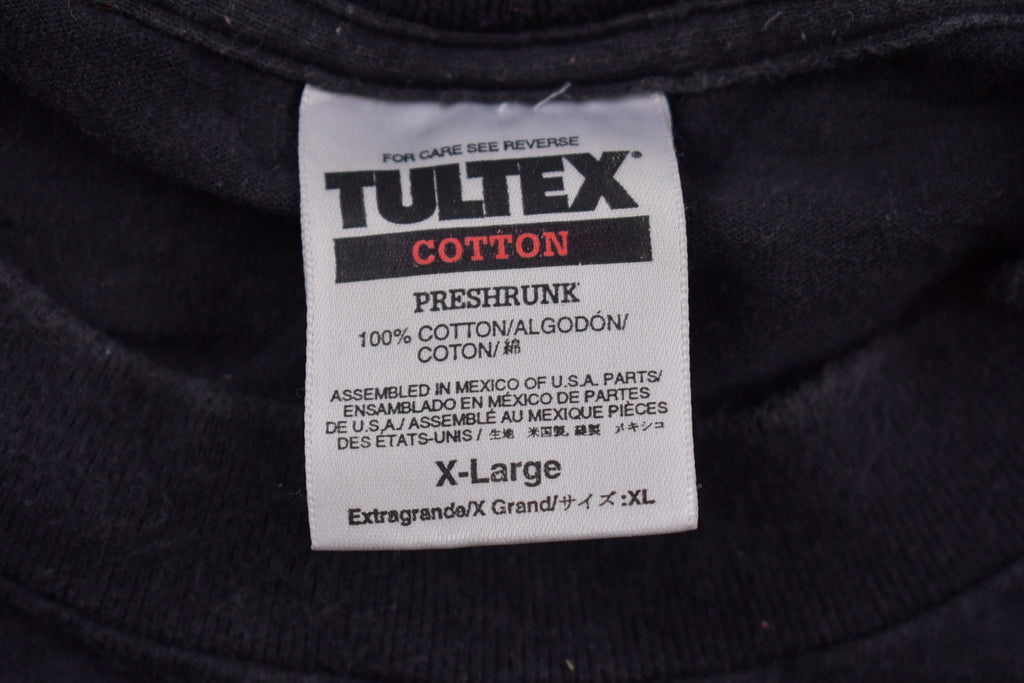 FOR CARE SEE REVERSE
TULTEX®
COTTON
PRESHRUNK
100% COTTON/ALGODÓN/
COTON/綿
ASSEMBLED IN MEXICO OF U.S.A. PARTS/
ENSAMBLADO EN MÉXICO DE PARTES
DE U.S.A./ ASSEMBLÉ AU MEXIQUE PIÈCES
DES ÉTATS-UNIS / 生地 米国製, 縫製 メキシコ
X-Large
Extragrande/X Grand/サイズ:XL